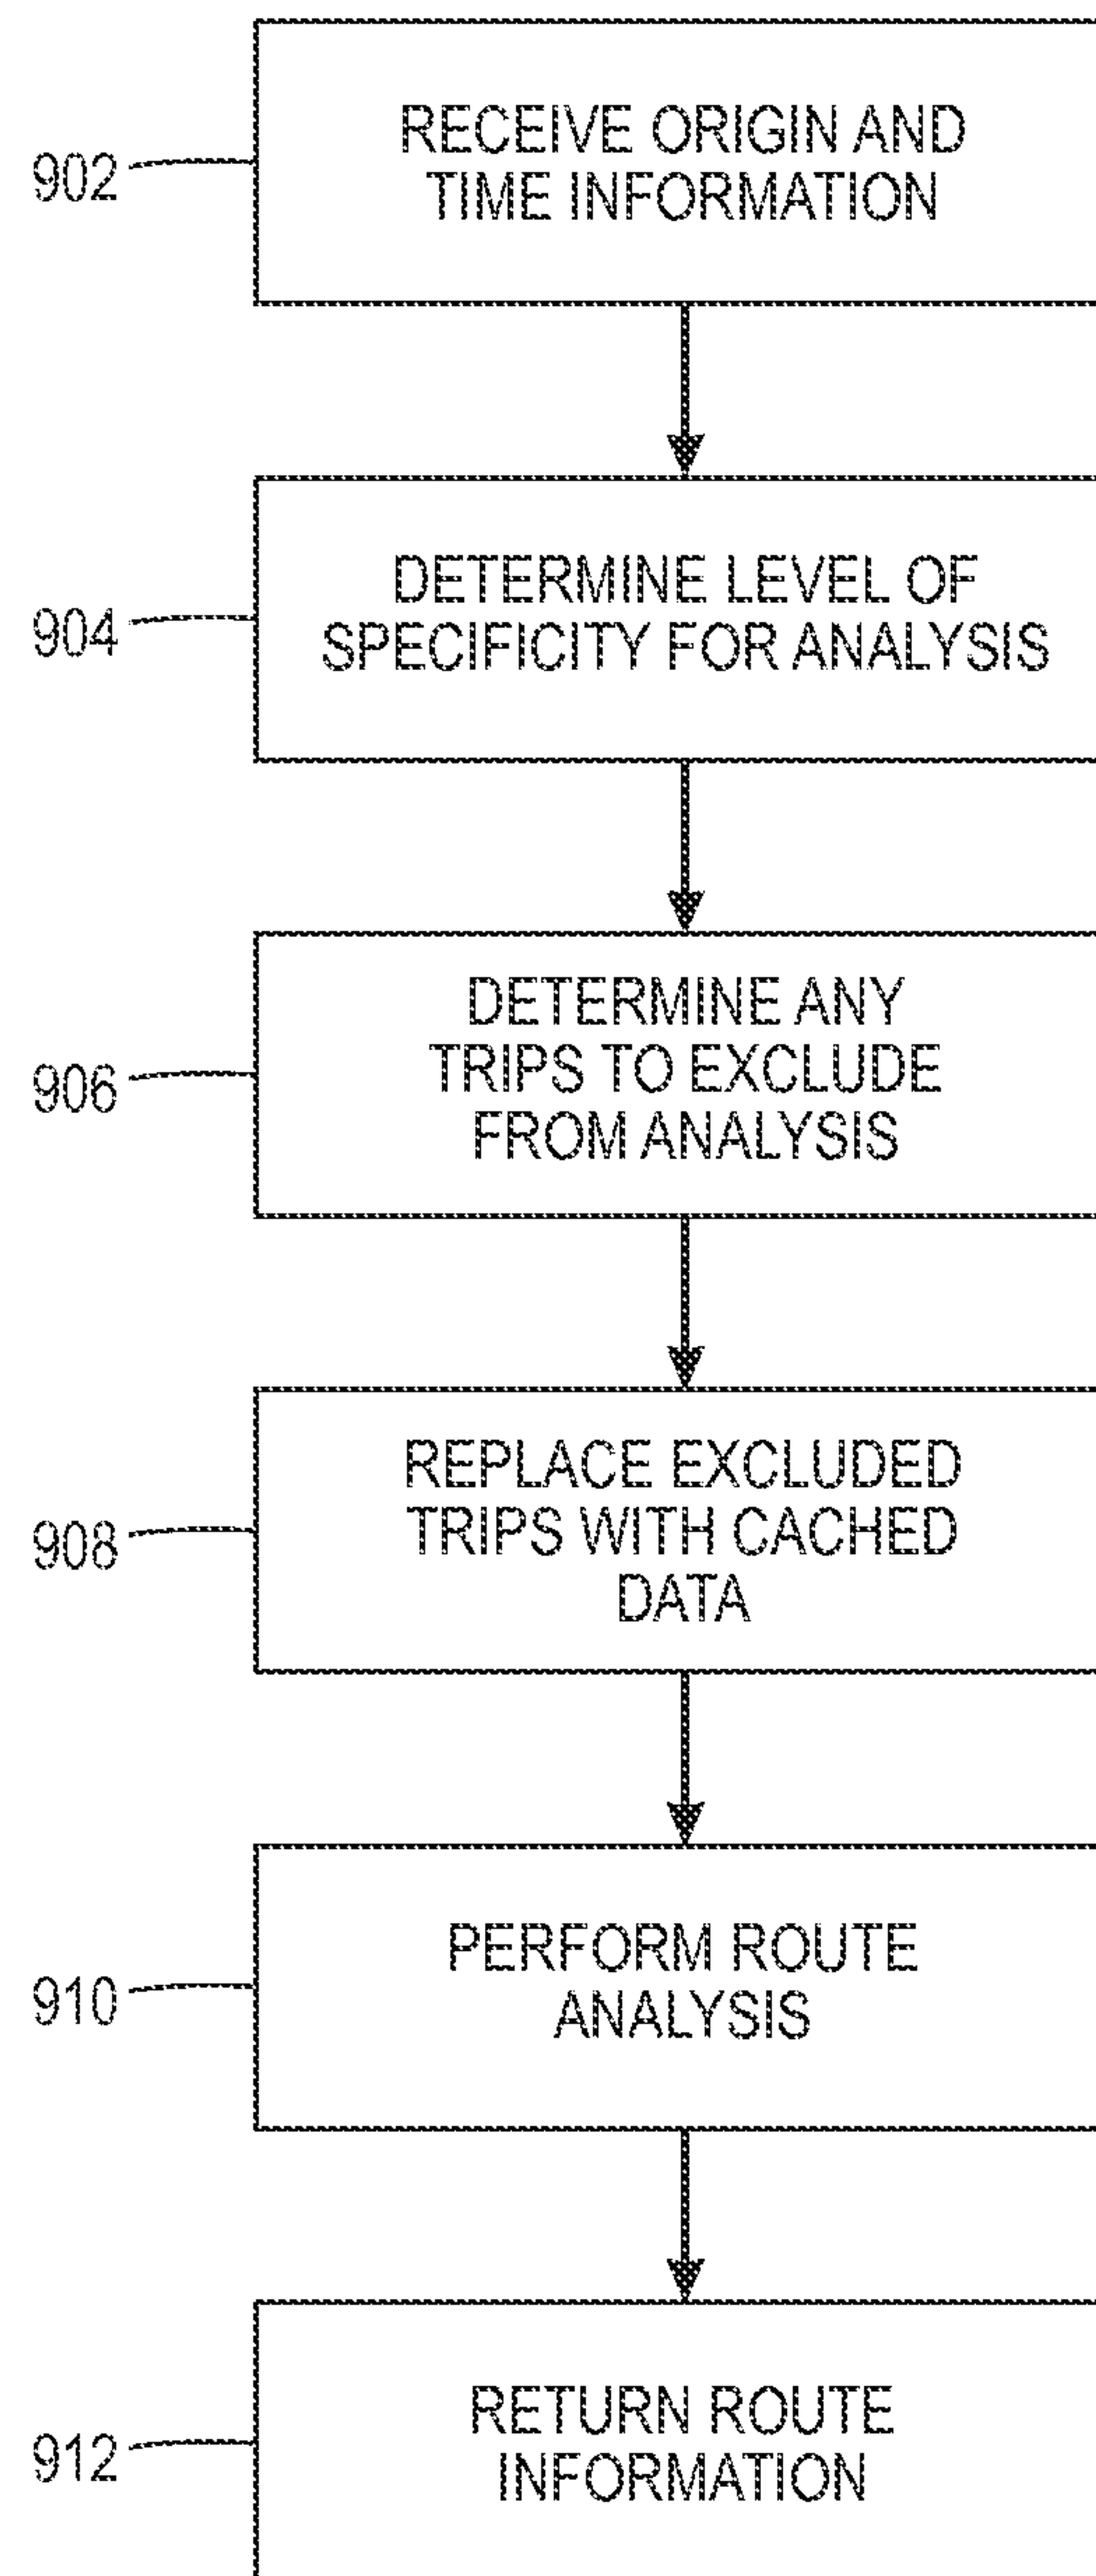 902
RECEIVE ORIGIN AND
TIME INFORMATION
904
DETERMINE LEVEL OF
SPECIFICITY FOR ANALYSIS
906
DETERMINE ANY
TRIPS TO EXCLUDE
FROM ANALYSIS
908
REPLACE EXCLUDED
TRIPS WITH CACHED
DATA
910
PERFORM ROUTE
ANALYSIS
912
RETURN ROUTE
INFORMATION